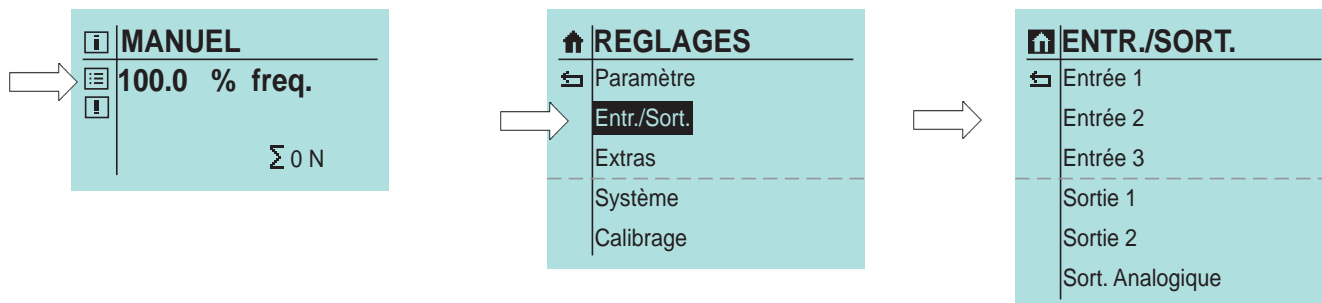 MANUEL
100.0 % freq.
Σ 0 N
REGLAGES
Paramètre
Entr./Sort.
Extras
Système
Calibrage
ENTR./SORT.
Entrée 1
Entrée 2
Entrée 3
Sortie 1
Sortie 2
Sort. Analogique